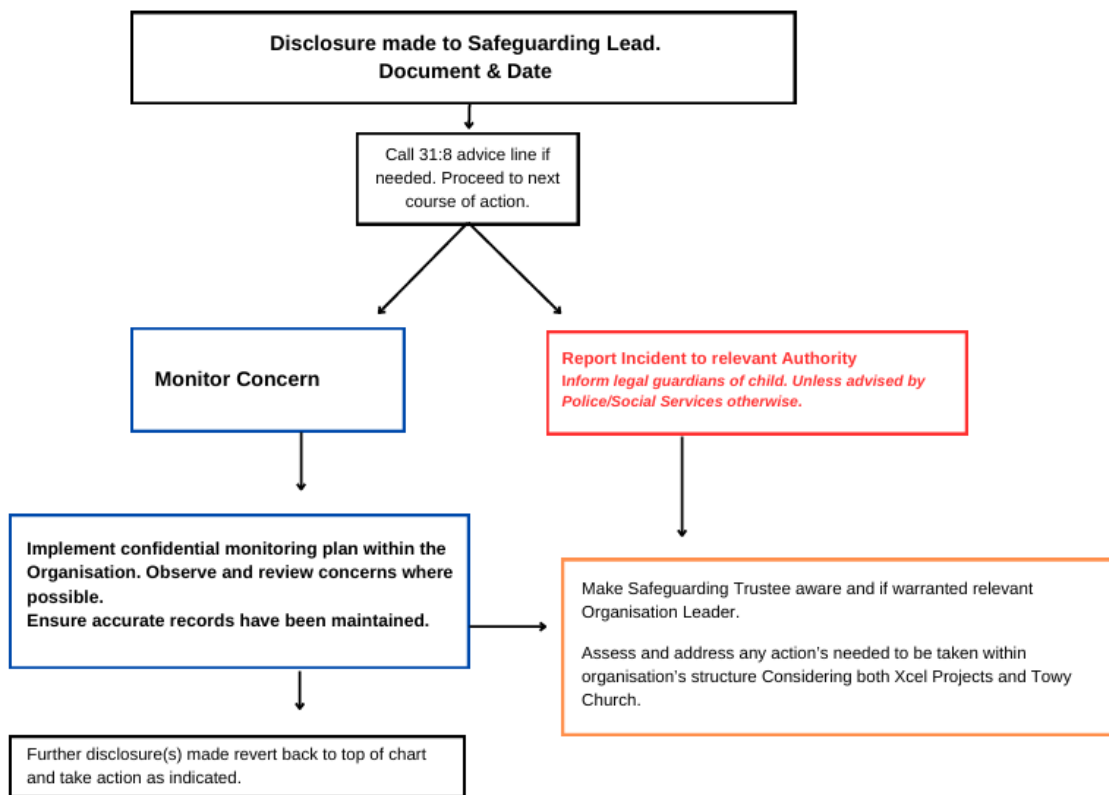 Disclosure made to Safeguarding Lead.
Document & Date
Call 31:8 advice line if
needed. Proceed to next
course of action.
Monitor Concern
Report Incident to relevant Authority
Inform legal guardians of child. Unless advised by
Police/Social Services otherwise.
Implement confidential monitoring plan within the
Organisation. Observe and review concerns where
possible.
Ensure accurate records have been maintained.
Make Safeguarding Trustee aware and if warranted relevant
Organisation Leader.
Assess and address any action’s needed to be taken within
organisation’s structure Considering both Xcel Projects and Towy
Church.
Further disclosure(s) made revert back to top of chart
and take action as indicated.